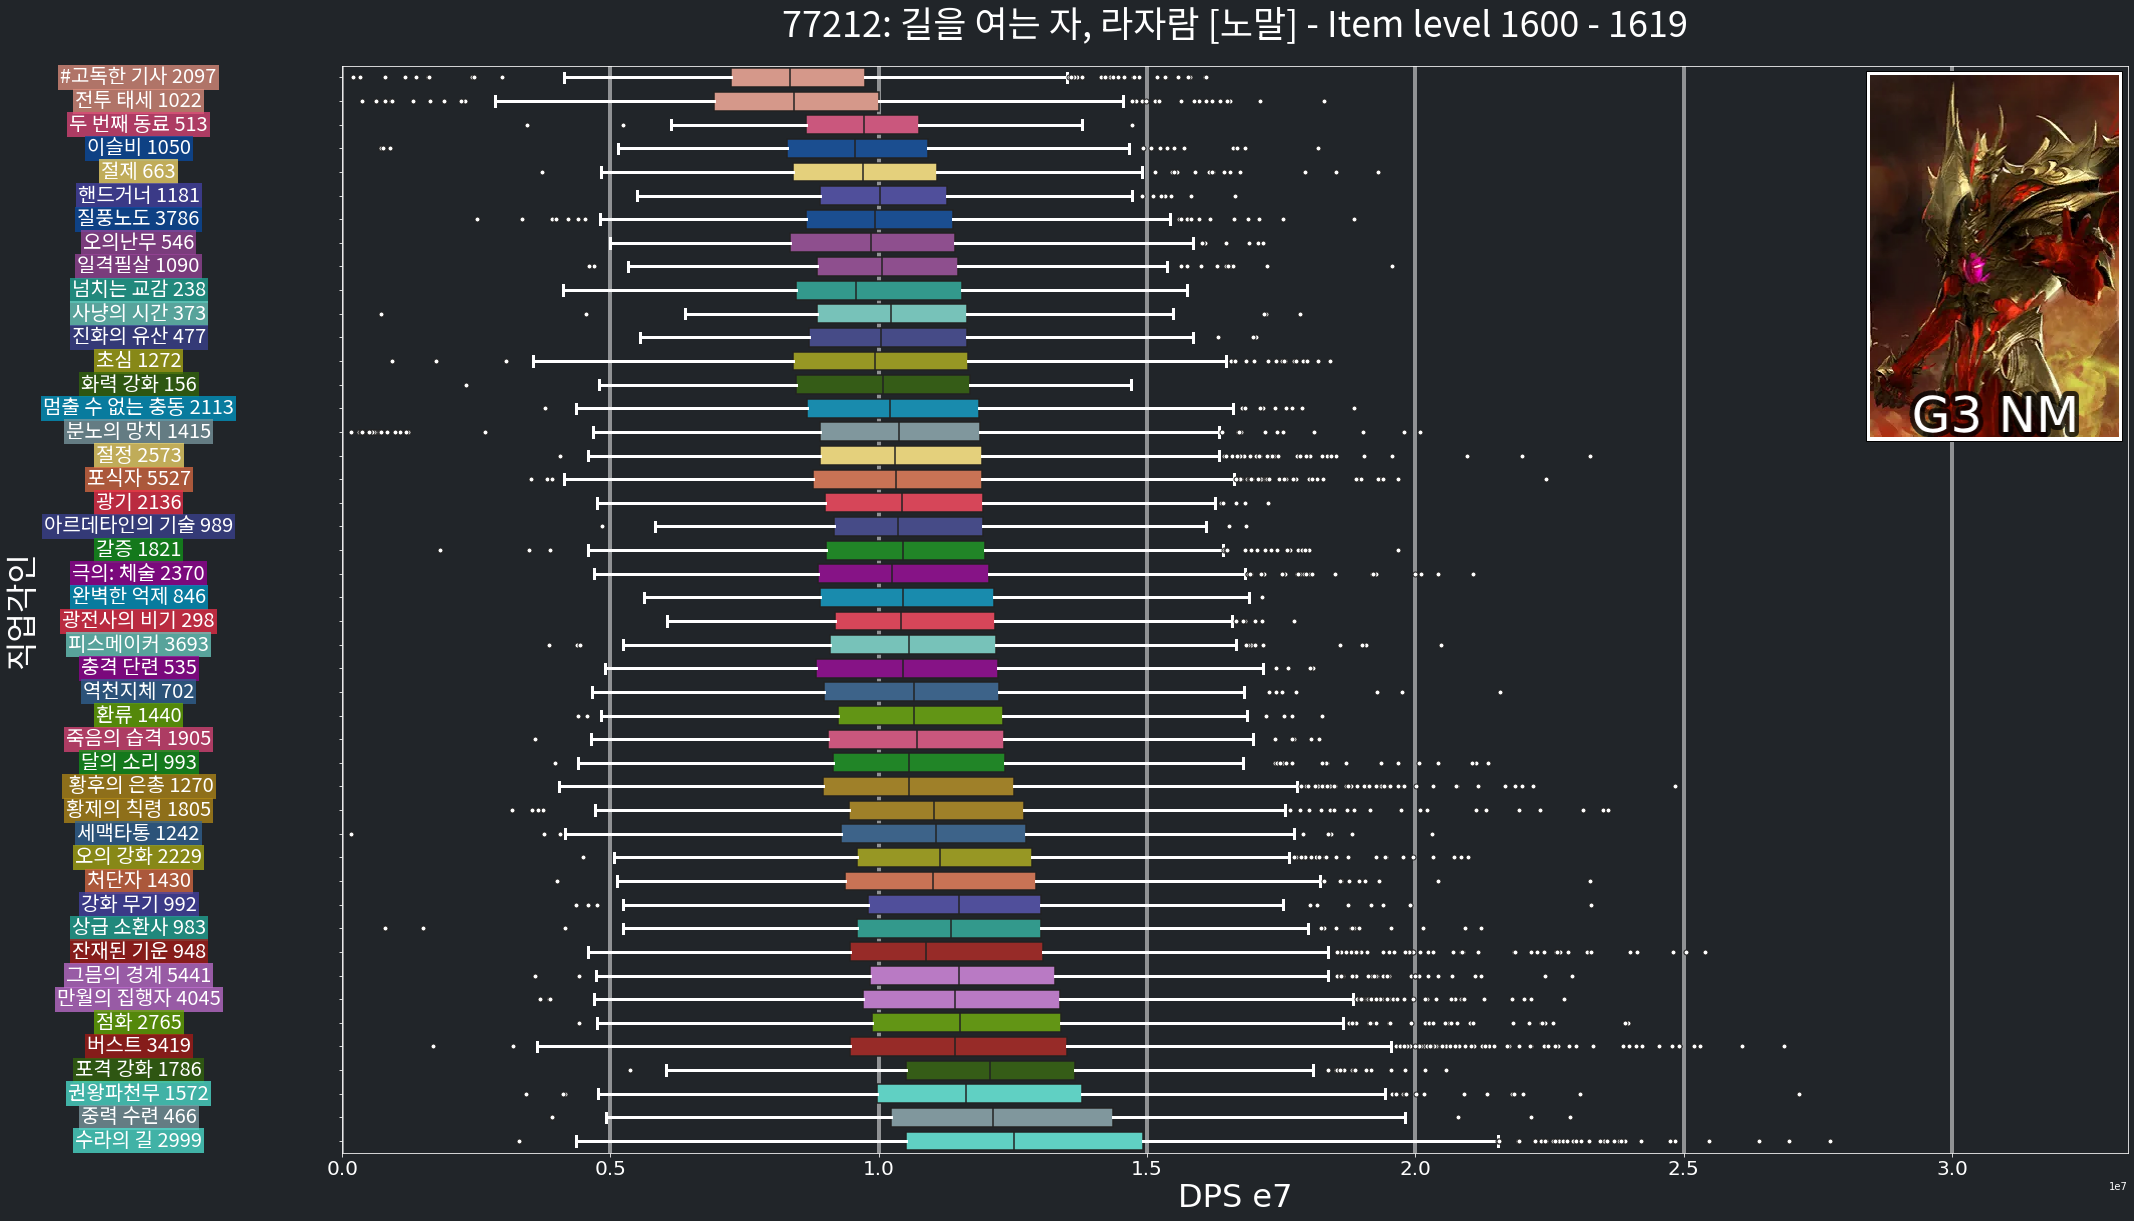 77212: 길을 여는 자, 라자람 [노말] - Item level 1600 - 1619
#고독한 기사 2097
전투 태세 1022
두 번째 동료 513
이슬비 1050
절제 663
핸드거너 1181
질풍노도 3786
오의난무 546
일격필살 1090
넘치는 교감 238
사냥의 시간 373
진화의 유산 477
초심 1272
화력 강화 156
멈출 수 없는 충동 2113
분노의 망치 1415
절정 2573
포식자 5527
광기 2136
아르데타인의 기술 989
갈증 1821
극의: 체술 2370
완벽한 억제 846
광전사의 비기 298
피스메이커 3693
충격 단련 535
역천지체 702
환류 1440
죽음의 습격 1905
달의 소리 993
황후의 은총 1270
황제의 칙령 1805
세맥타통 1242
오의 강화 2229
처단자 1430
강화 무기 992
상급 소환사 983
잔재된 기운 948
그믐의 경계 5441
만월의 집행자 4045
점화 2765
버스트 3419
포격 강화 1786
권왕파천무 1572
중력 수련 466
수라의 길 2999
직업각인
G3 NM
0.0 0.5 1.0 1.5 2.0 2.5 3.0
DPS e7
1e7